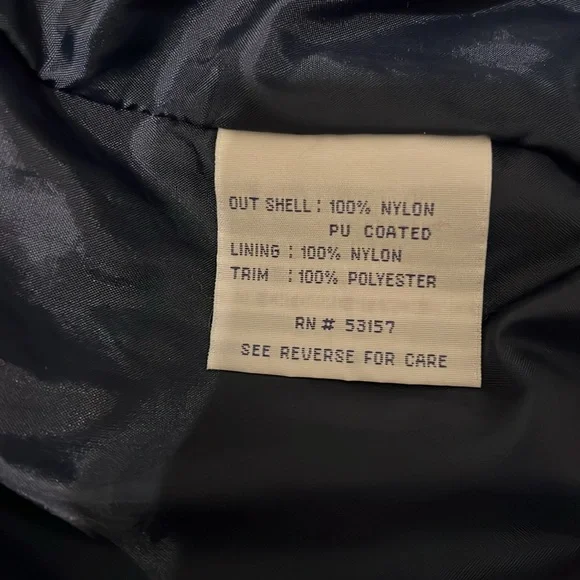 OUT SHELL : 100% NYLON
PU COATED
LINING : 100% NYLON
TRIM : 100% POLYESTER
RN # 53157
SEE REVERSE FOR CARE